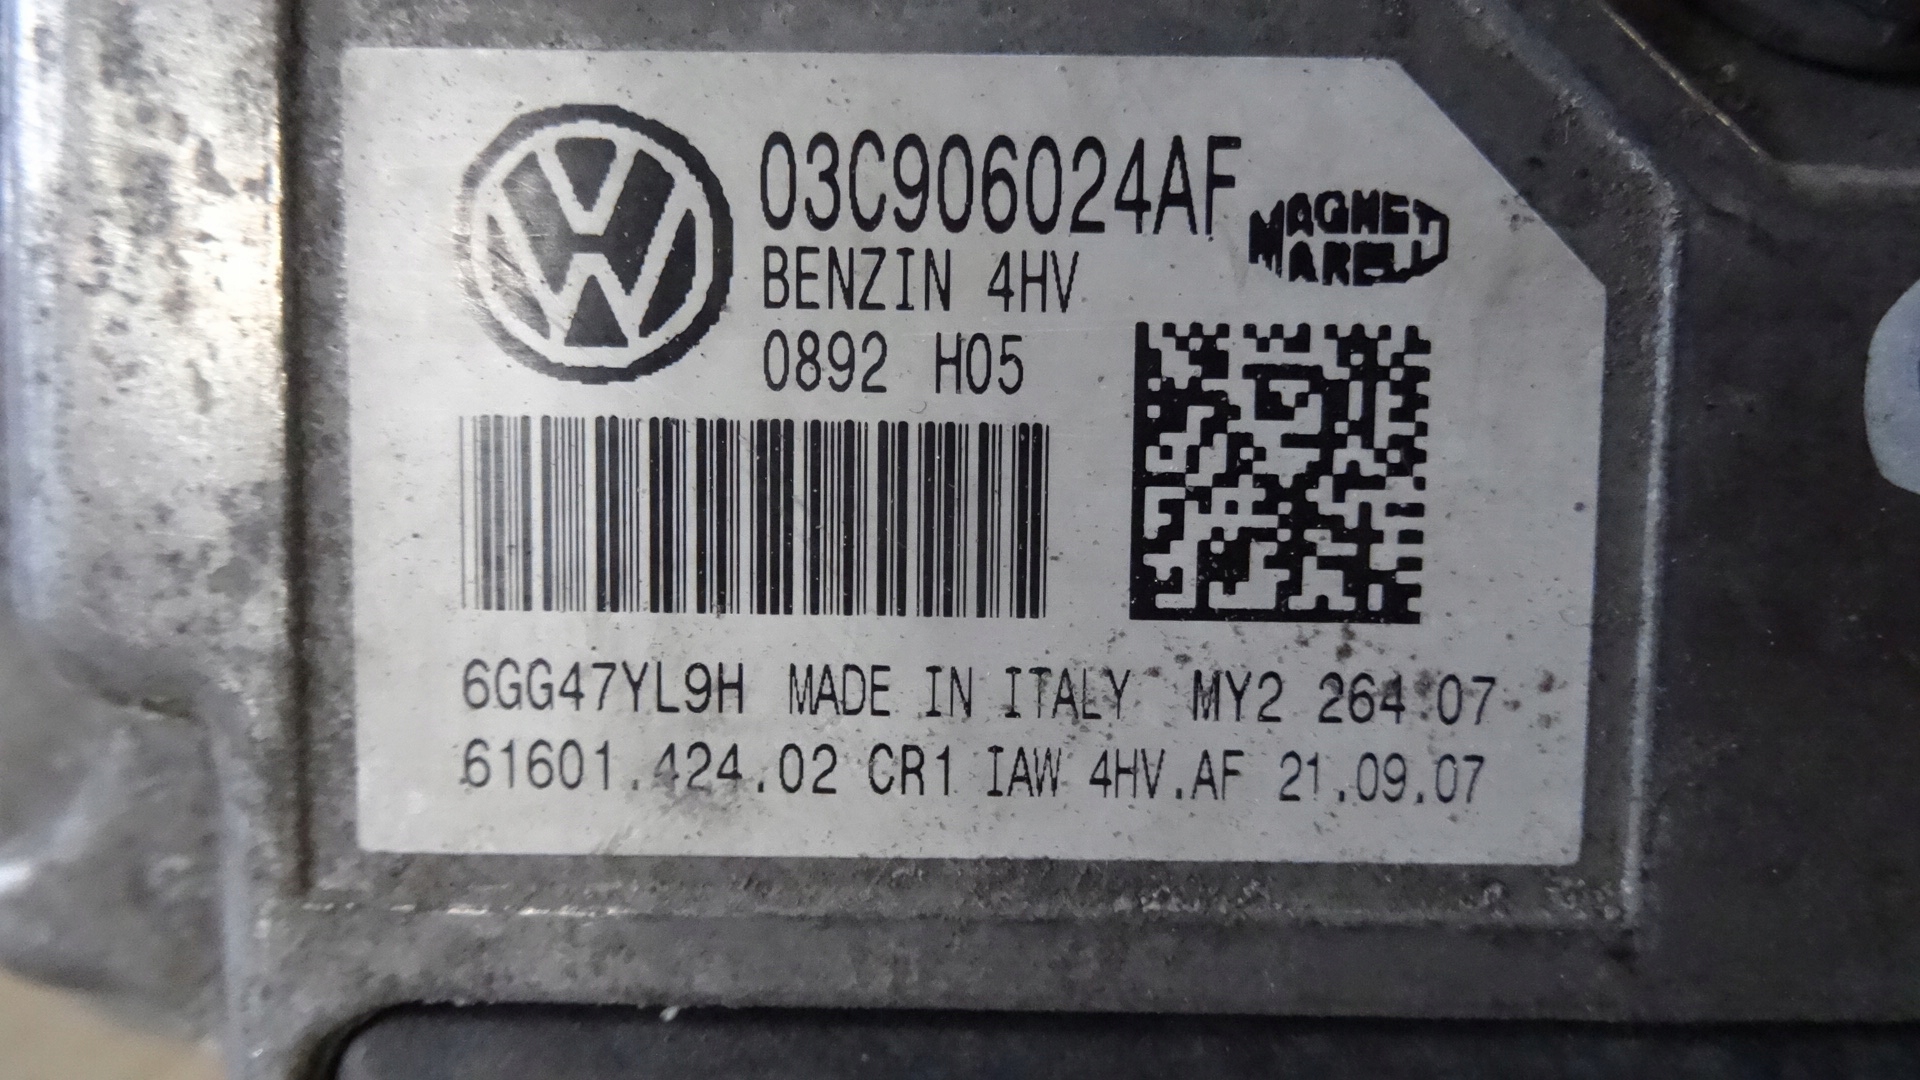 03C906024AF
MAGNETI
MARELLI
BENZIN 4HV
0892 H05
6GG47YL9H MADE IN ITALY MY2 264 07
61601.424.02 CR1 IAW 4HV.AF 21.09.07